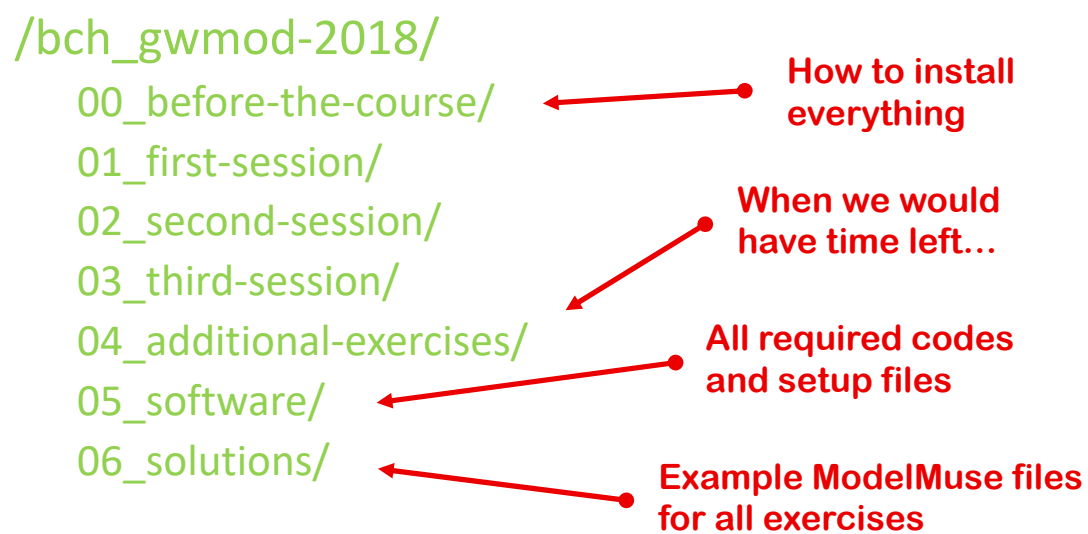 /bch_gwmod-2018/
00_before-the-course/
How to install
everything
01_first-session/
02_second-session/
When we would
have time left…
03_third-session/
04_additional-exercises/
All required codes
and setup files
05_software/
06_solutions/
Example ModelMuse files
for all exercises